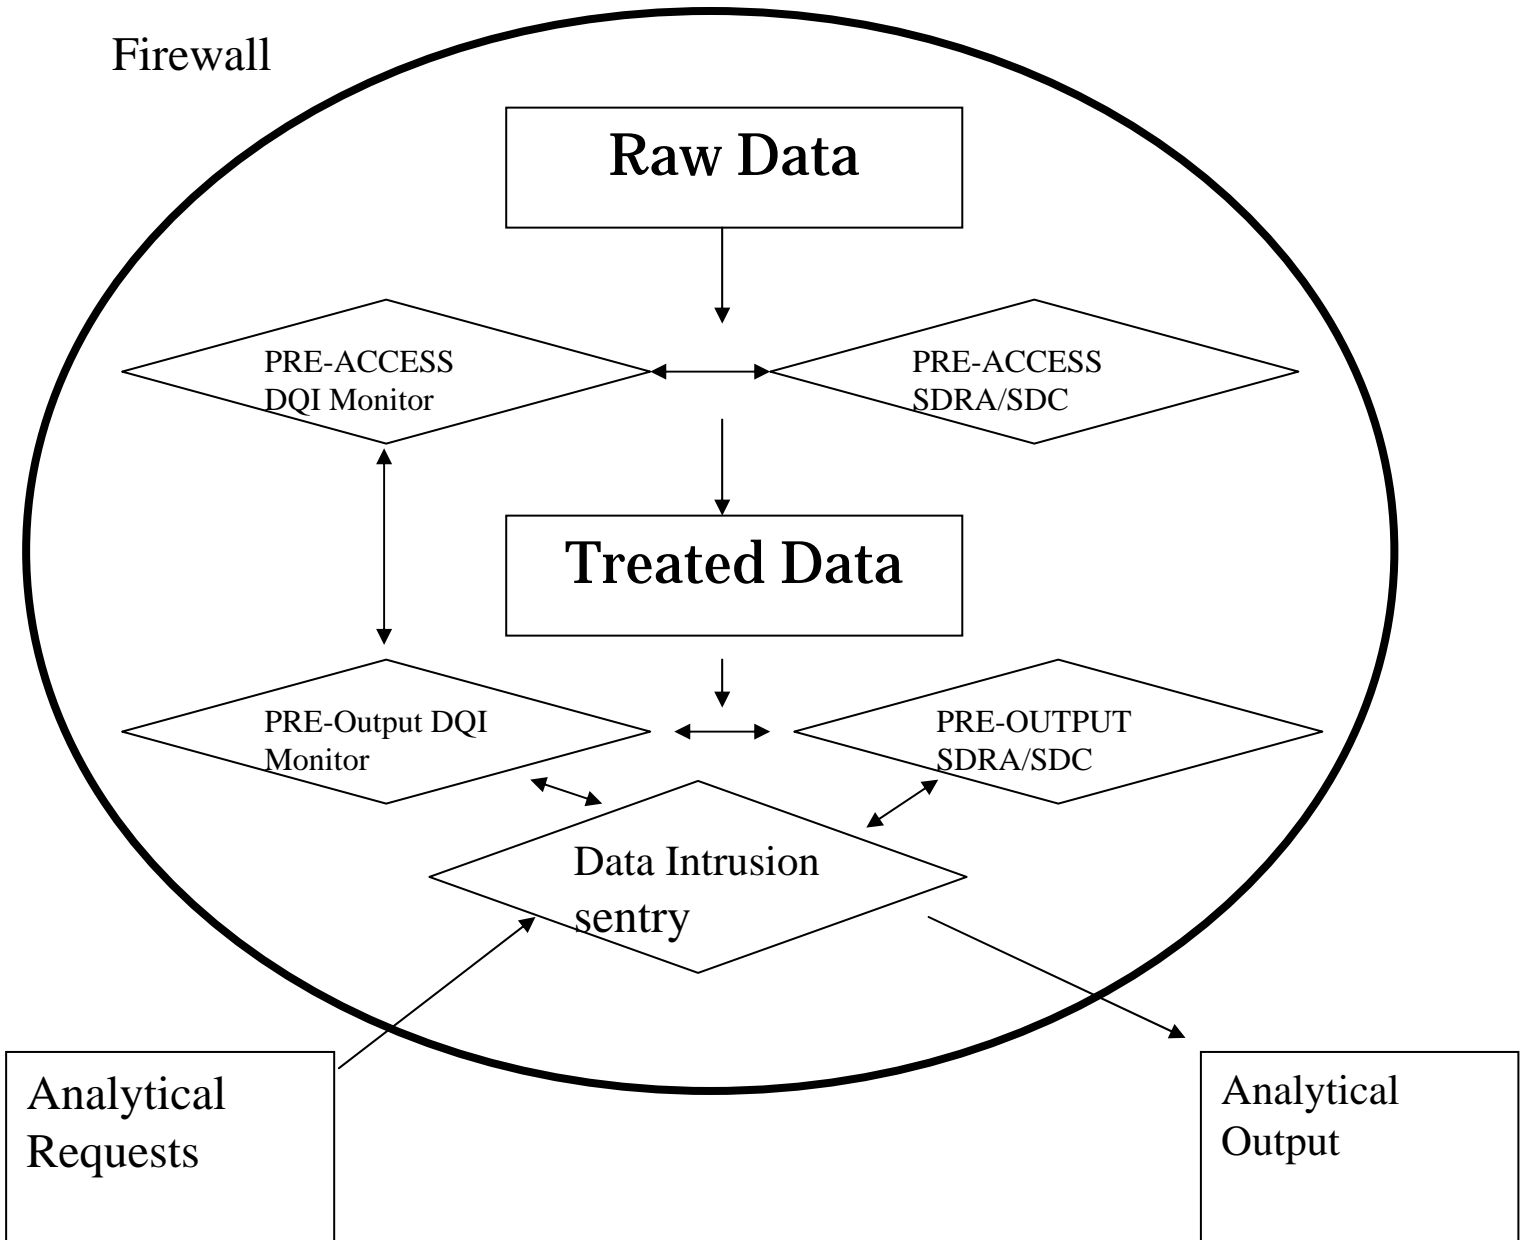 Firewall
Raw Data
PRE-ACCESS
DQI Monitor
PRE-ACCESS
SDRA/SDC
Treated Data
PRE-Output DQI
Monitor
PRE-OUTPUT
SDRA/SDC
Data Intrusion
sentry
Analytical
Requests
Analytical
Output